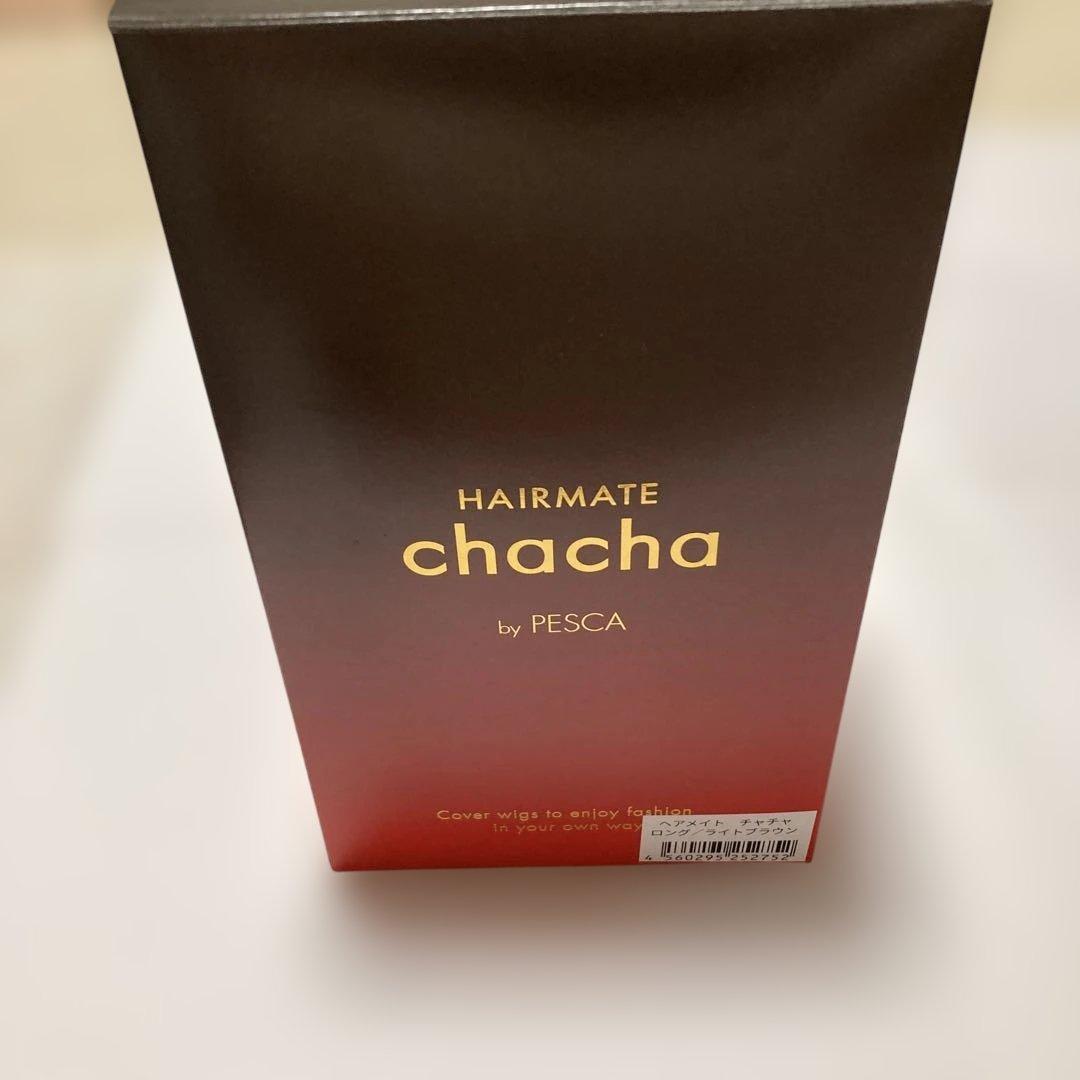 HAIRMATE
chacha
by PESCA
Cover wigs to enjoy fashion
in your own way
ヘアメイト チャチャ
ロング／ライトブラウン
4 560295 252752